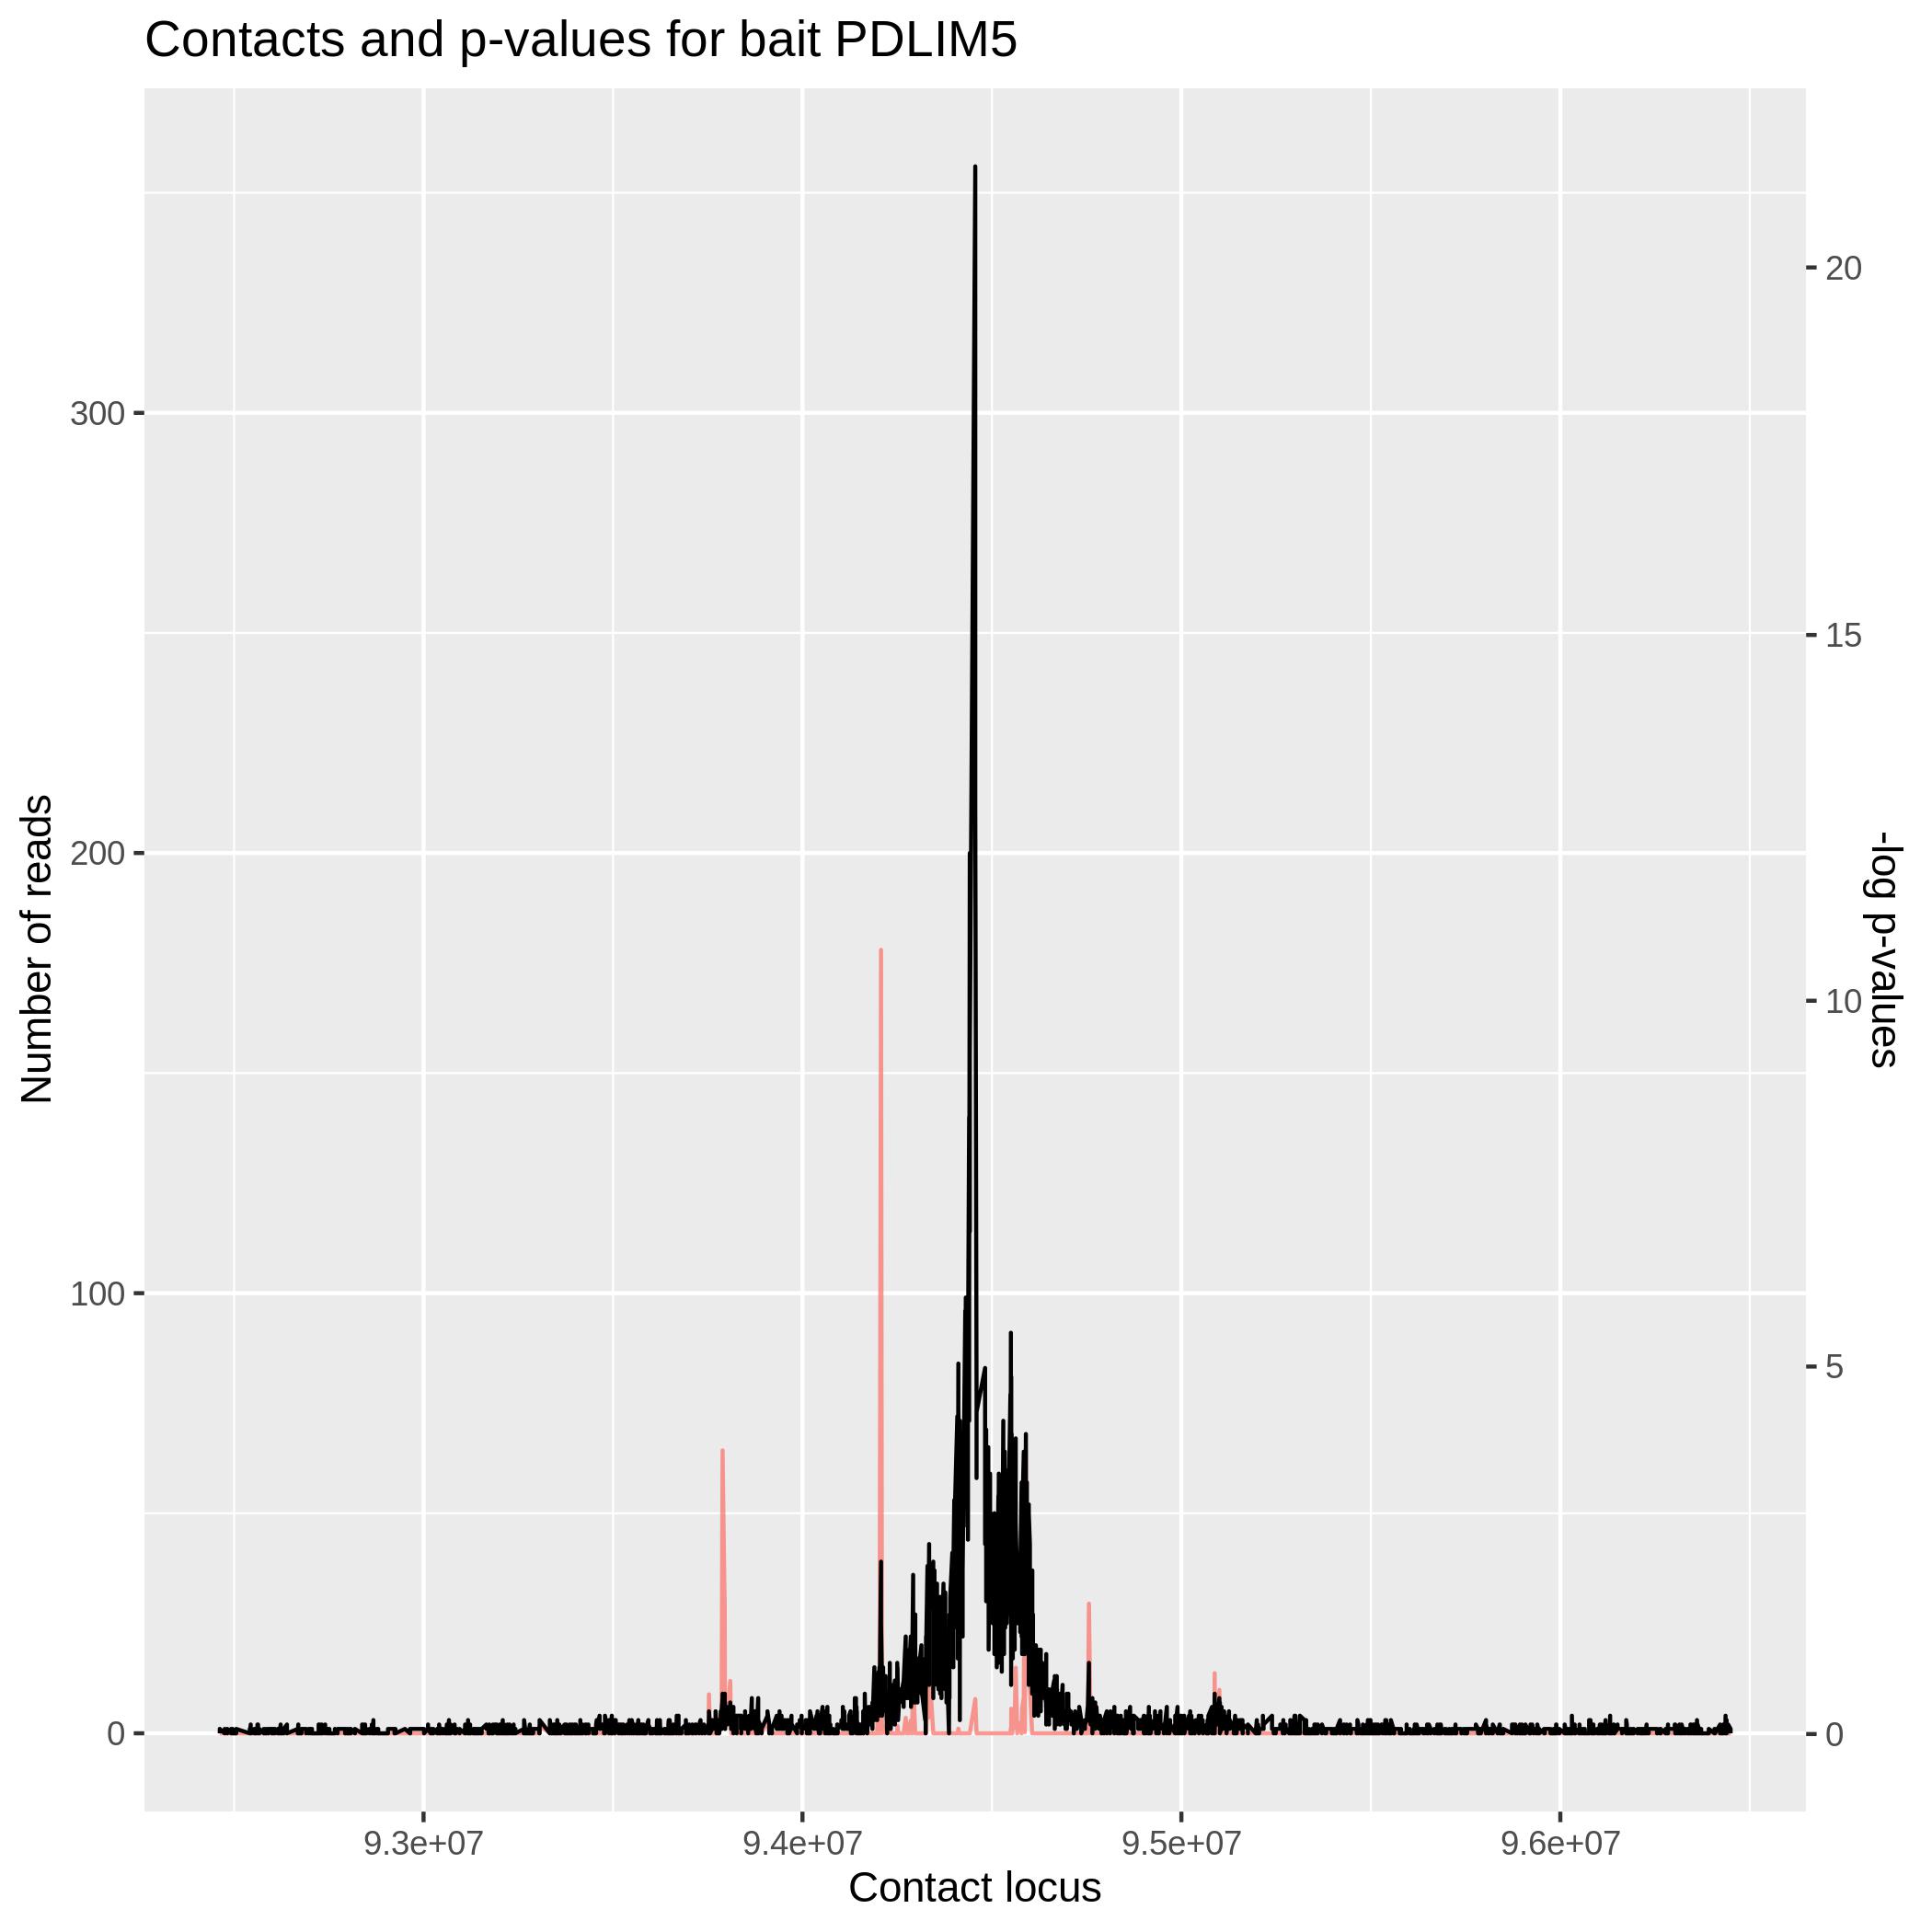 Contacts and p-values for bait PDLIM5
Number of reads
300
200
100
0
20
15
10
5
0
-log p-values
9.3e+07 9.4e+07 9.5e+07 9.6e+07
Contact locus